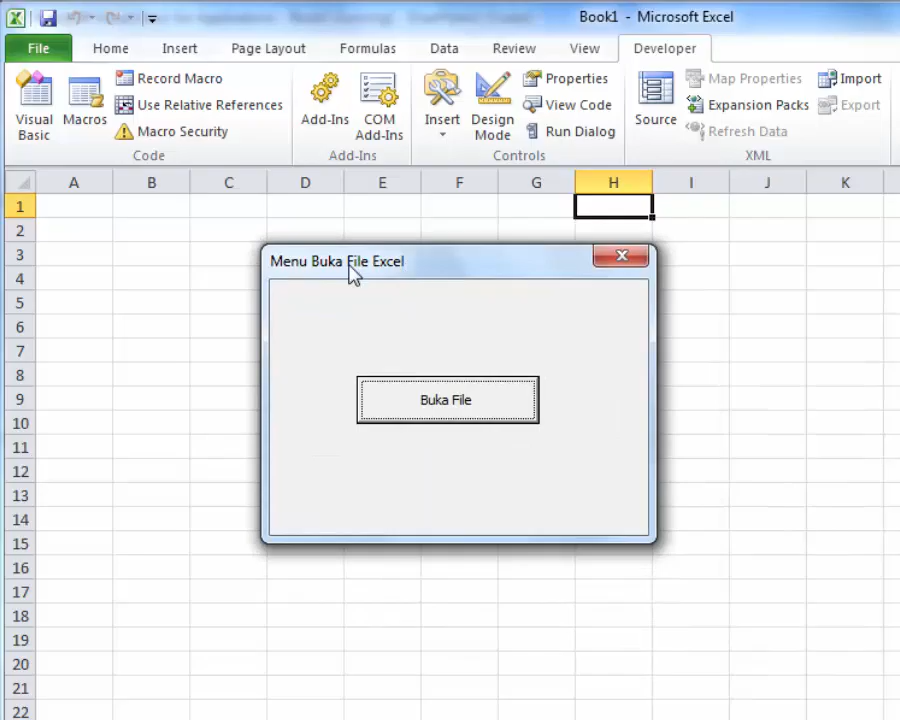 Book1 - Microsoft Excel
File Home Insert Page Layout Formulas Data Review View Developer
Visual Basic
Macros
Record Macro
Use Relative References
Macro Security
Code
Add-Ins
COM Add-Ins
Add-Ins
Insert
Design Mode
Properties
View Code
Run Dialog
Controls
Source
Map Properties
Expansion Packs
Refresh Data
Import
Export
XML
A B C D E F G H I J K
1
2
3
4
5
6
7
8
9
10
11
12
13
14
15
16
17
18
19
20
21
22
Menu Buka File Excel
Buka File